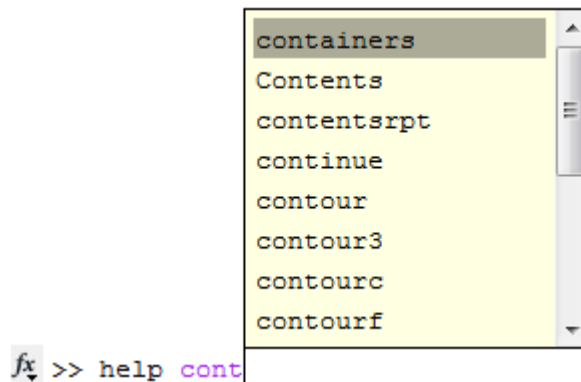 containers
Contents
contentsrpt
continue
contour
contour3
contourc
contourf
fx >> help cont